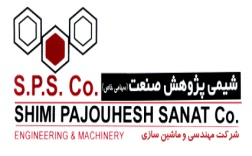 S.P.S. Co. شیمی پژوهش صنعت (سهامی خاص)
SHIMI PAJOUHESH SANAT Co.
ENGINEERING & MACHINERY شرکت مهندسی و ماشین سازی